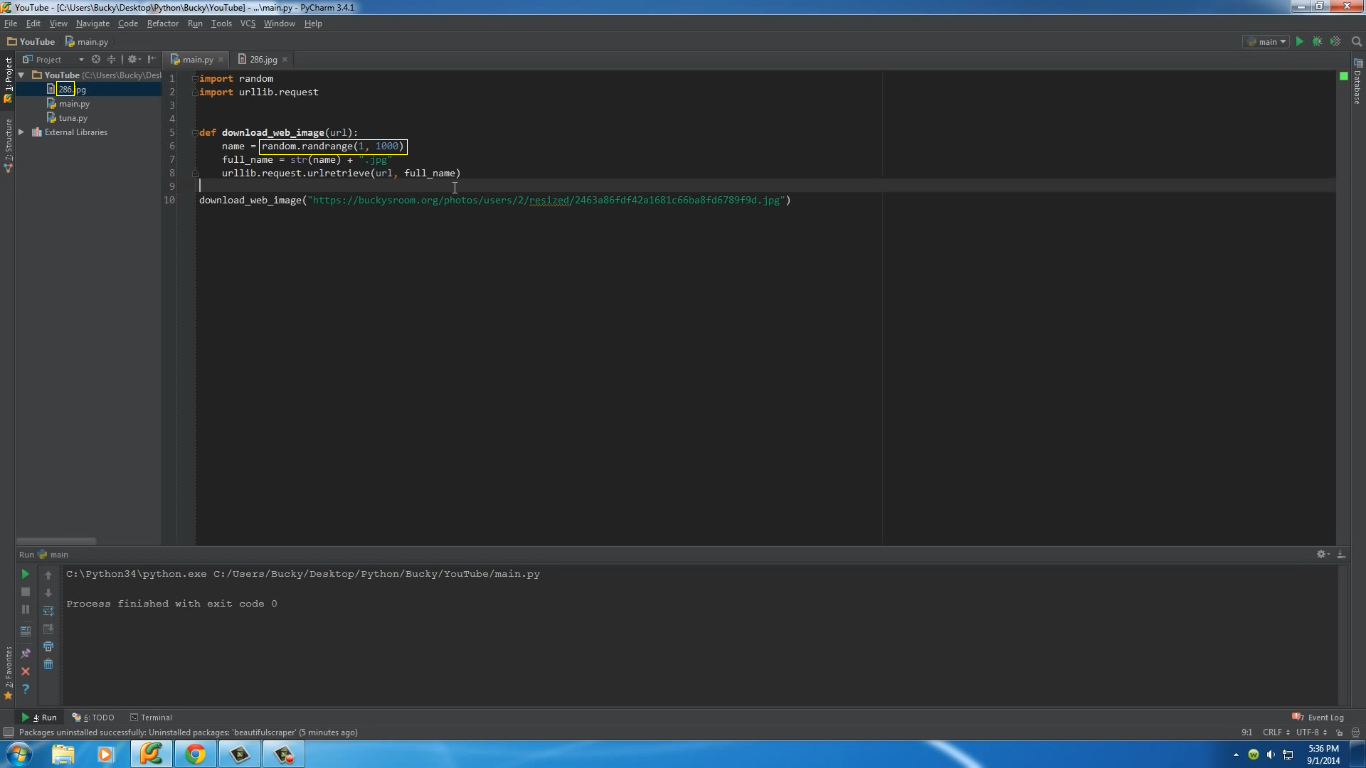 YouTube - [C:\Users\Bucky\Desktop\Python\Bucky\YouTube] - ...\main.py - PyCharm 3.4.1
File Edit View Navigate Code Refactor Run Tools VCS Window Help
YouTube main.py main
Project main.py 286.jpg
1: Project
7: Structure
2: Favorites
Database
YouTube (C:\Users\Bucky\Des
286.jpg
main.py
tuna.py
External Libraries
1 import random
2 import urllib.request
3
4
5 def download_web_image(url):
6 name = random.randrange(1, 1000)
7 full_name = str(name) + ".jpg"
8 urllib.request.urlretrieve(url, full_name)
9
10 download_web_image("https://buckysroom.org/photos/users/2/resized/2463a86fdf42a1681c66ba8fd6789f9d.jpg")
Run main
C:\Python34\python.exe C:/Users/Bucky/Desktop/Python/Bucky/YouTube/main.py
Process finished with exit code 0
4: Run 6: TODO Terminal Event Log
Packages uninstalled successfully: Uninstalled packages: 'beautifulscraper' (5 minutes ago) 9:1 CRLF UTF-8
5:36 PM
9/1/2014